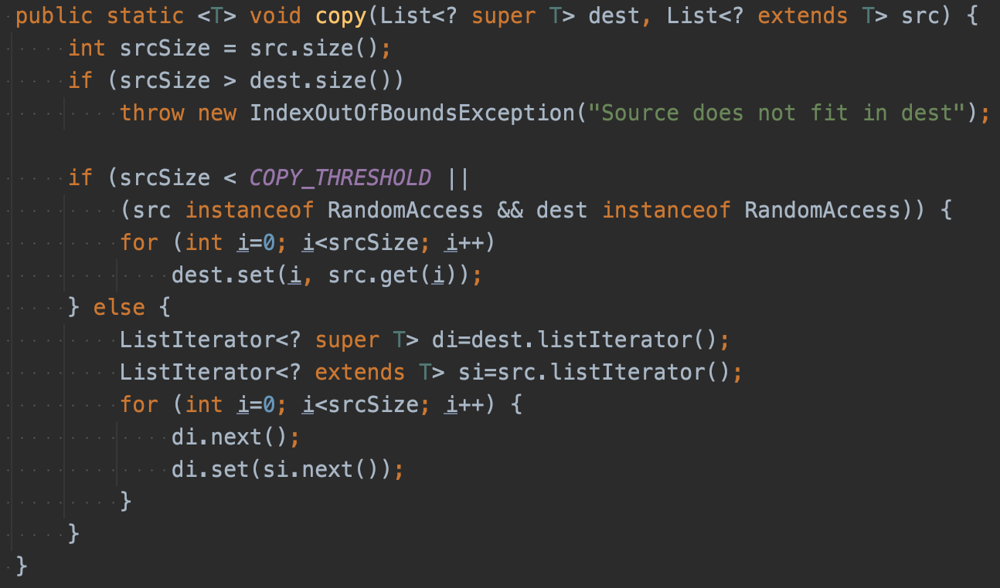 public static <T> void copy(List<? super T> dest, List<? extends T> src) {
int srcSize = src.size();
if (srcSize > dest.size())
throw new IndexOutOfBoundsException("Source does not fit in dest");
if (srcSize < COPY_THRESHOLD ||
(src instanceof RandomAccess && dest instanceof RandomAccess)) {
for (int i=0; i<srcSize; i++)
dest.set(i, src.get(i));
} else {
ListIterator<? super T> di=dest.listIterator();
ListIterator<? extends T> si=src.listIterator();
for (int i=0; i<srcSize; i++) {
di.next();
di.set(si.next());
}
}
}